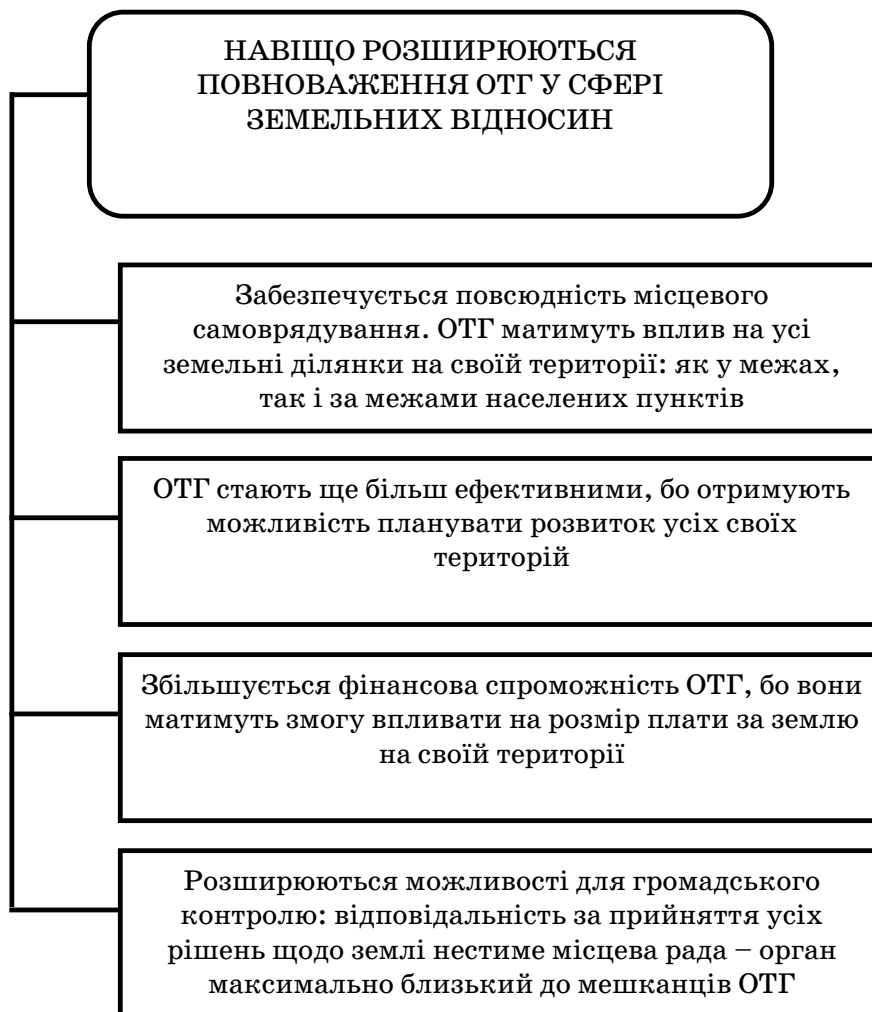 НАВІЩО РОЗШИРЮЮТЬСЯ
ПОВНОВАЖЕННЯ ОТГ У СФЕРІ
ЗЕМЕЛЬНИХ ВІДНОСИН
Забезпечується повсюдність місцевого
самоврядування. ОТГ матимуть вплив на усі
земельні ділянки на своїй території: як у межах,
так і за межами населених пунктів
ОТГ стають ще більш ефективними, бо отримують
можливість планувати розвиток усіх своїх
територій
Збільшується фінансова спроможність ОТГ, бо вони
матимуть змогу впливати на розмір плати за землю
на своїй території
Розширюються можливості для громадського
контролю: відповідальність за прийняття усіх
рішень щодо землі нестиме місцева рада – орган
максимально близький до мешканців ОТГ